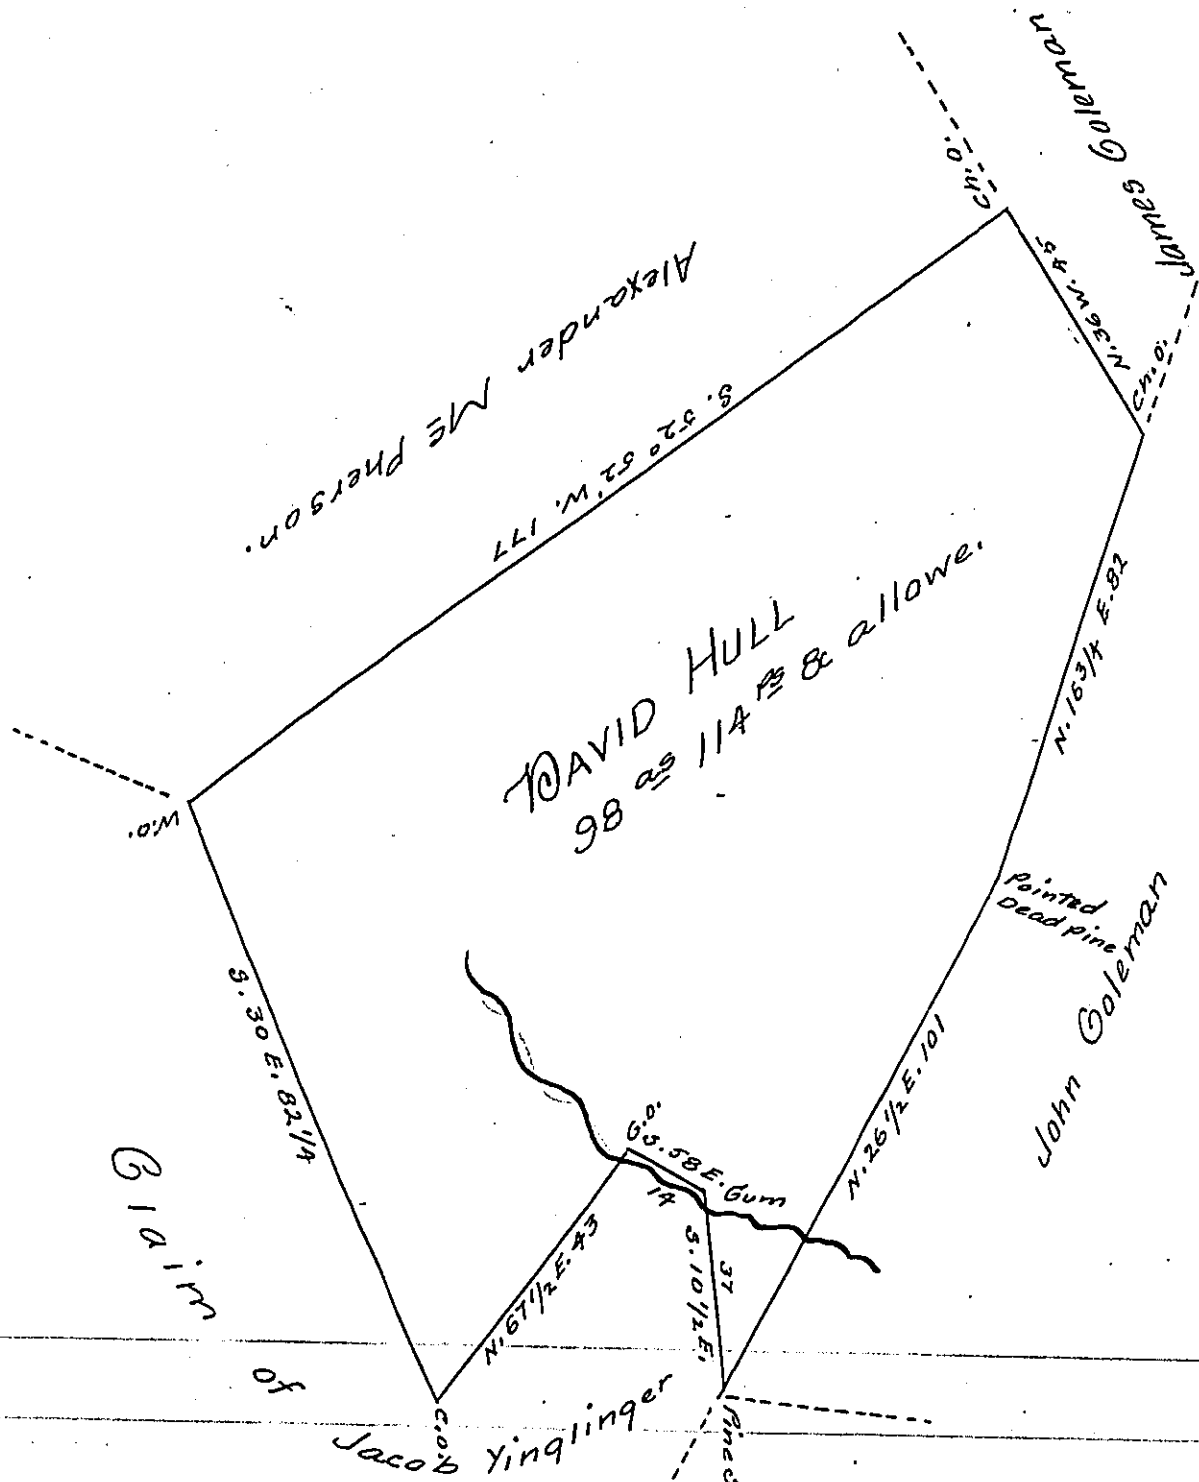 James Coleman
Ch. O.
N. 36 W. 45
Ch. O.
Alexander Mc Pherson.
S. 52° 52' W. 177
N. 16 3/4 E. 82
DAVID HULL
98 as 114 ps & allowe.
W.O.
Pointed
Dead pine
John Coleman
S. 30 E. 82 1/4
N. 26 1/2 E. 101
G.O.
S. 58 E.
14
Gum
N. 67 1/2 E. 43
S. 10 1/2 E.
37
Claim
of
Jacob Yinglinger
C.O.
Pine